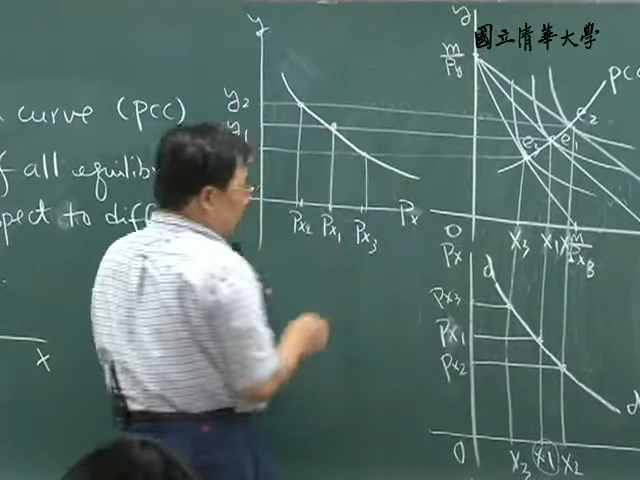 curve (pcc)
f all equilib
spect to diff
x
y
y2
y1
Px2 Px1 Px3 Px
y
國立清華大學
m/Py
pcc
e2
e1
e3
0 x3 x1 x2 m/Px
Px
d
Px3
Px1
Px2
d
0 x3 x1 x2